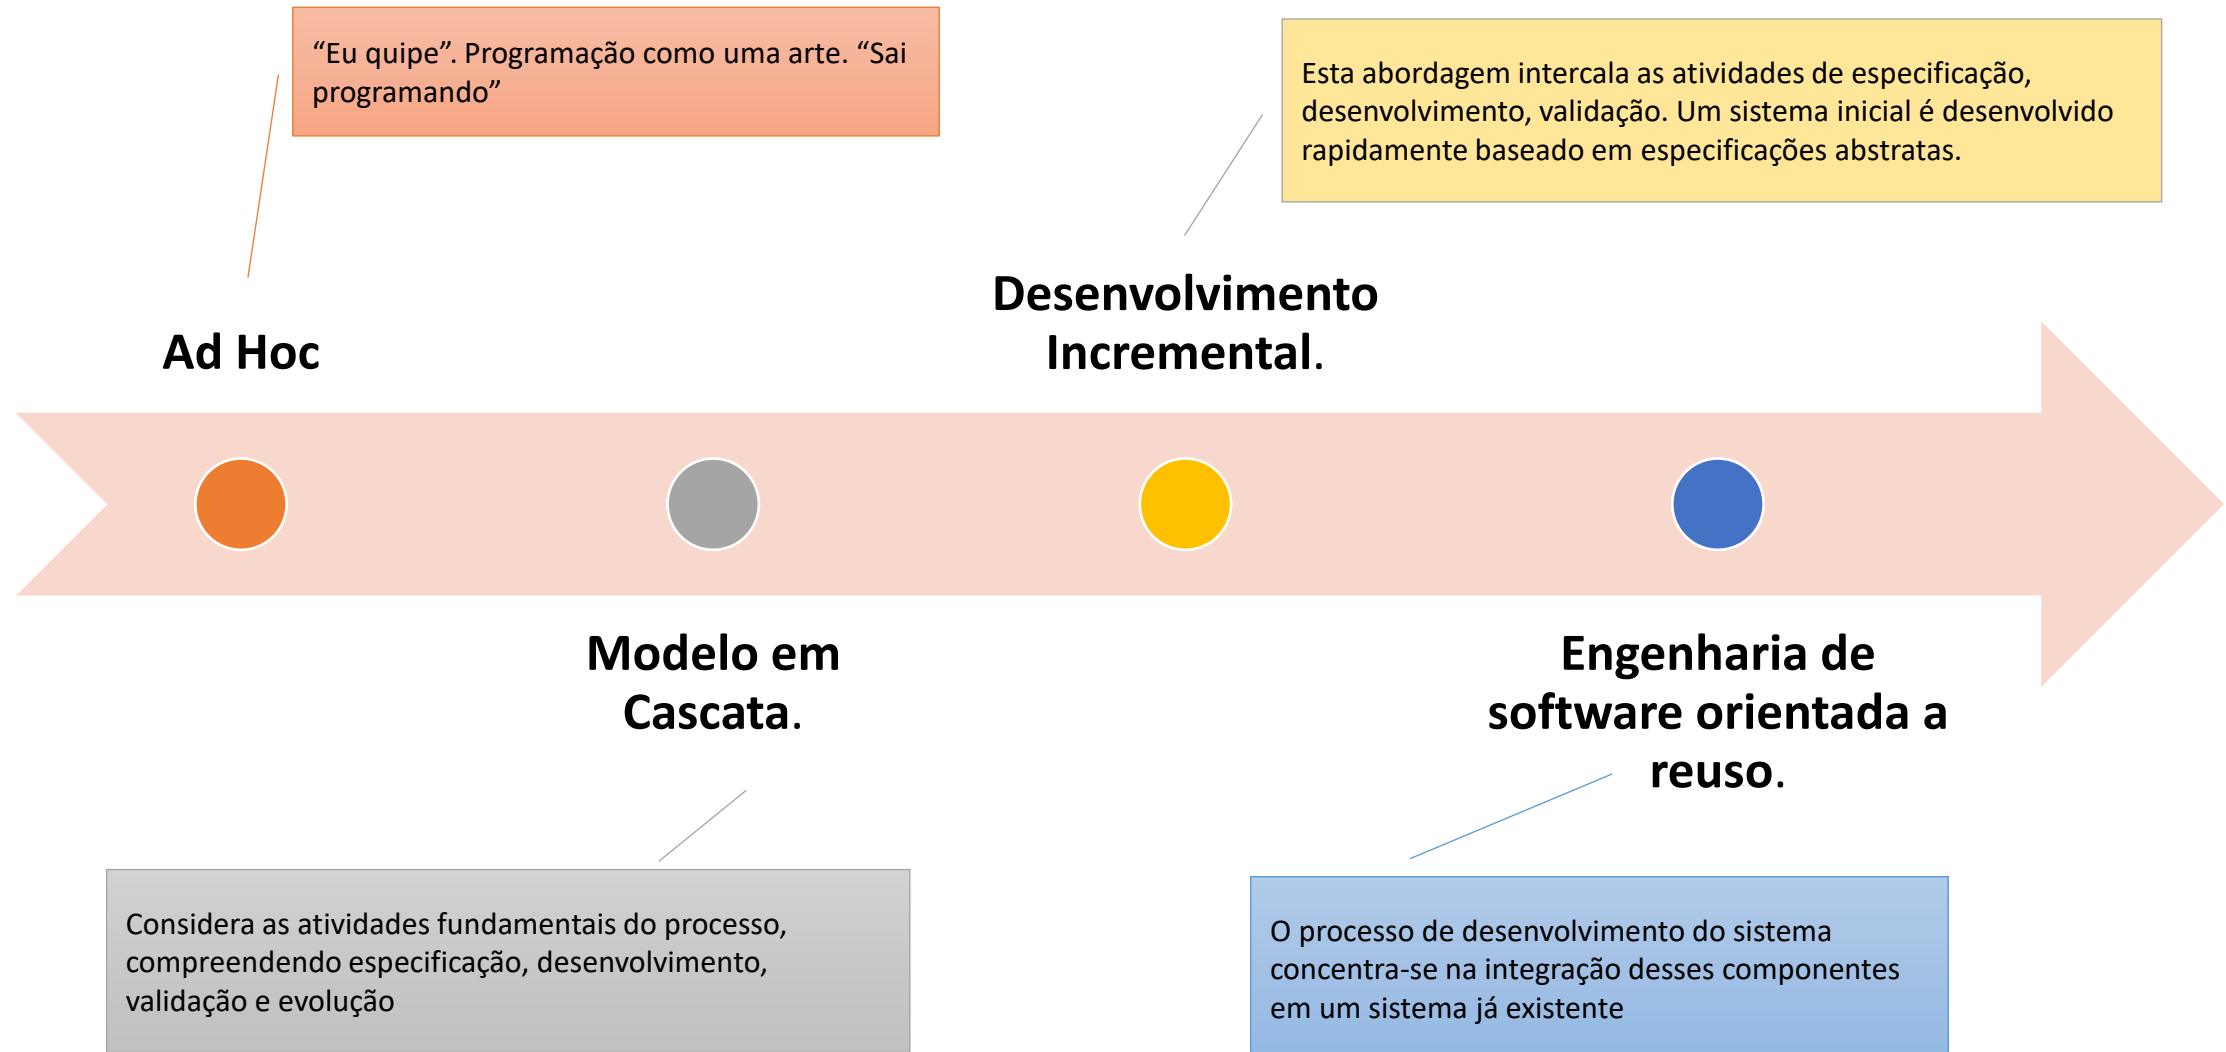 “Eu quipe”. Programação como uma arte. “Sai
programando”
Esta abordagem intercala as atividades de especificação,
desenvolvimento, validação. Um sistema inicial é desenvolvido
rapidamente baseado em especificações abstratas.
Ad Hoc
Desenvolvimento
Incremental.
Modelo em
Cascata.
Engenharia de
software orientada a
reuso.
Considera as atividades fundamentais do processo,
compreendendo especificação, desenvolvimento,
validação e evolução
O processo de desenvolvimento do sistema
concentra-se na integração desses componentes
em um sistema já existente